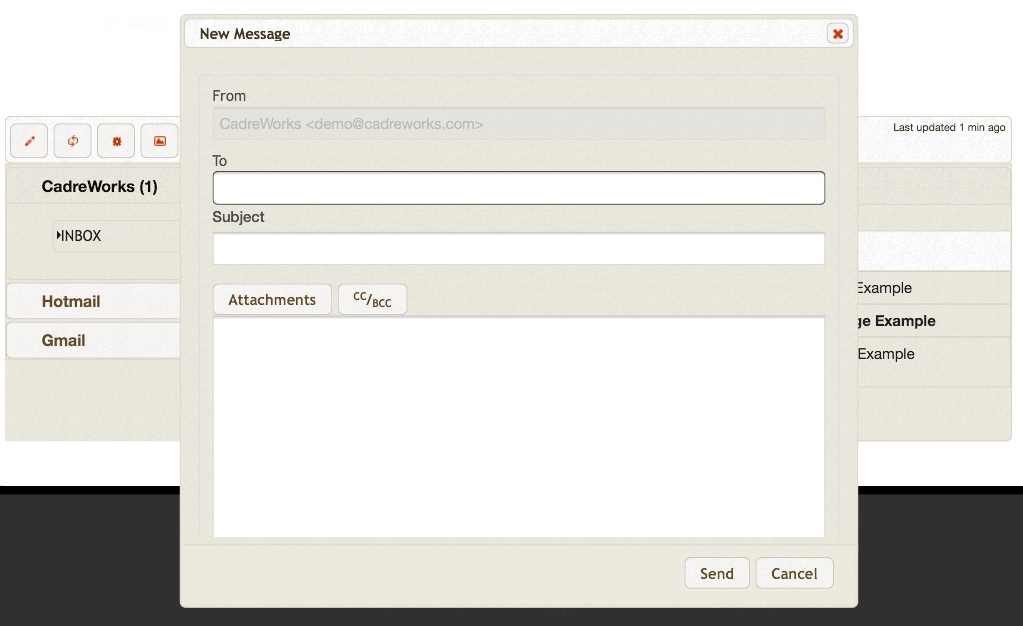 New Message
From
CadreWorks <demo@cadreworks.com>
Last updated 1 min ago
To
CadreWorks (1)
Subject
INBOX
Example
Hotmail
Attachments
CC/BCC
ge Example
Gmail
Example
Send
Cancel